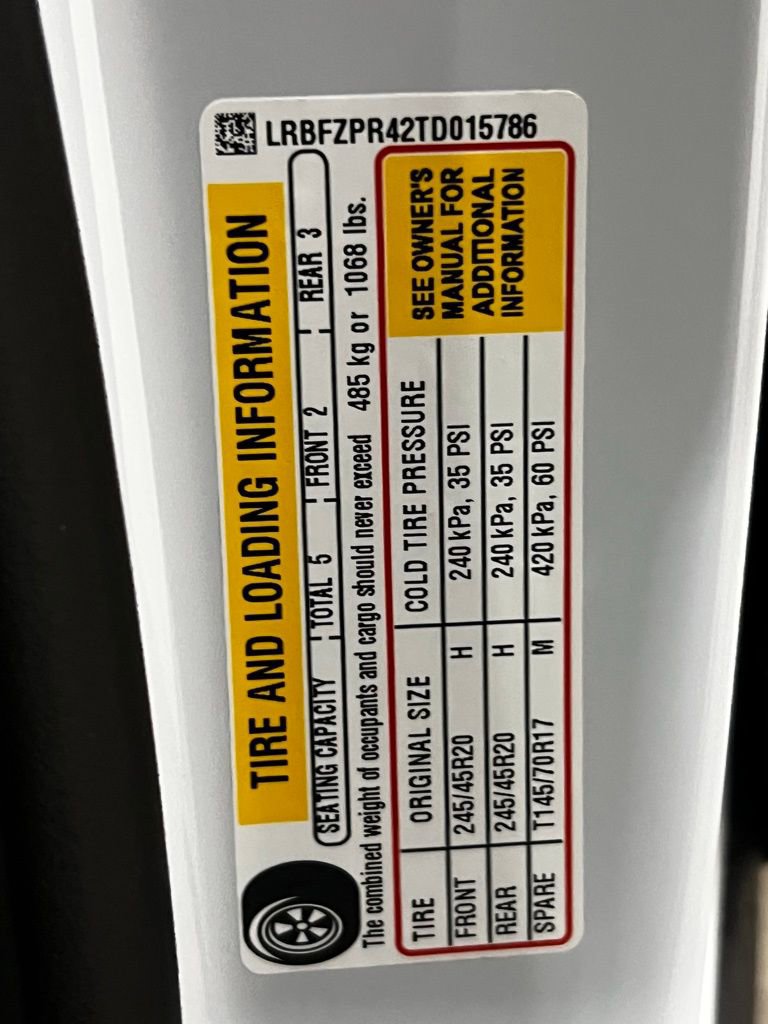 LRBFZPR42TD015786
TIRE AND LOADING INFORMATION
SEATING CAPACITY TOTAL 5 FRONT 2 REAR 3
The combined weight of occupants and cargo should never exceed 485 kg or 1068 lbs.
TIRE ORIGINAL SIZE COLD TIRE PRESSURE
FRONT 245/45R20 H 240 kPa, 35 PSI
REAR 245/45R20 H 240 kPa, 35 PSI
SPARE T145/70R17 M 420 kPa, 60 PSI
SEE OWNER'S
MANUAL FOR
ADDITIONAL
INFORMATION